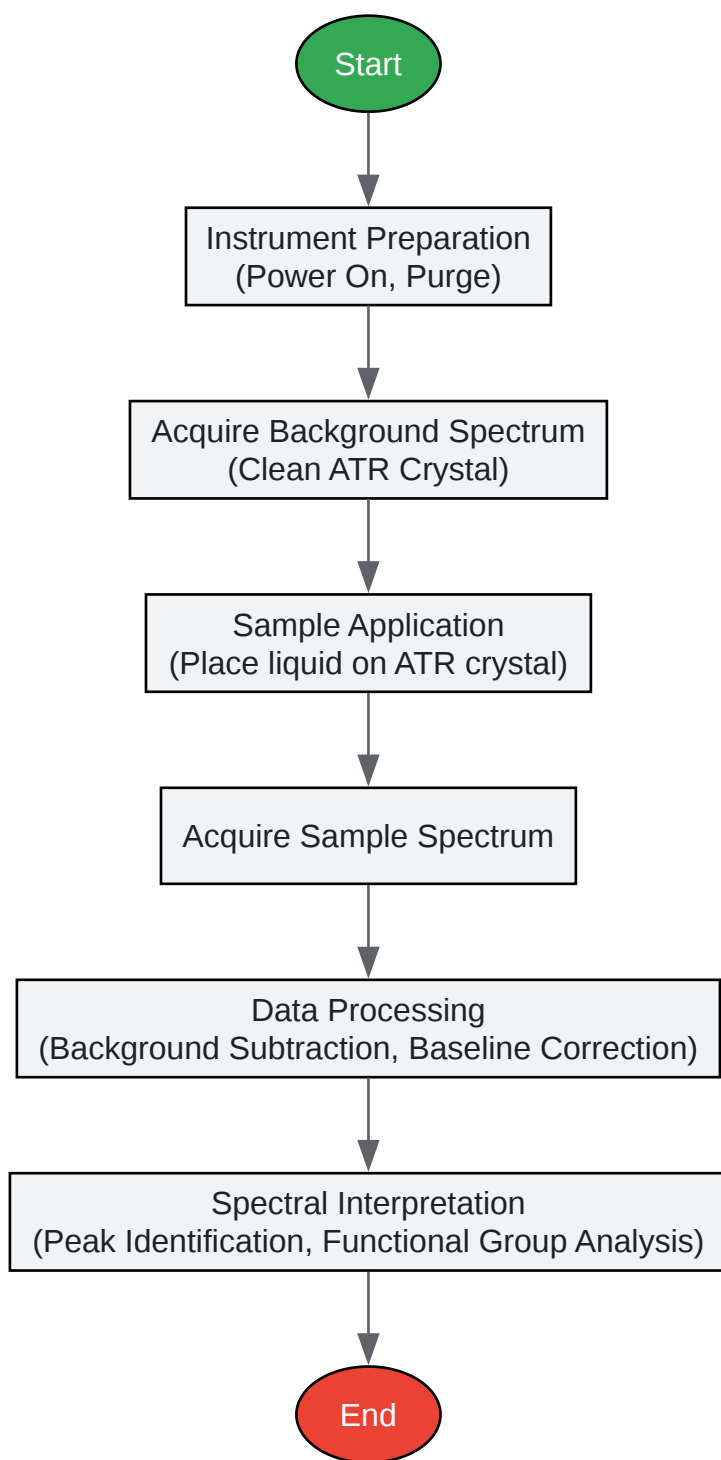 Start
Instrument Preparation
(Power On, Purge)
Acquire Background Spectrum
(Clean ATR Crystal)
Sample Application
(Place liquid on ATR crystal)
Acquire Sample Spectrum
Data Processing
(Background Subtraction, Baseline Correction)
Spectral Interpretation
(Peak Identification, Functional Group Analysis)
End